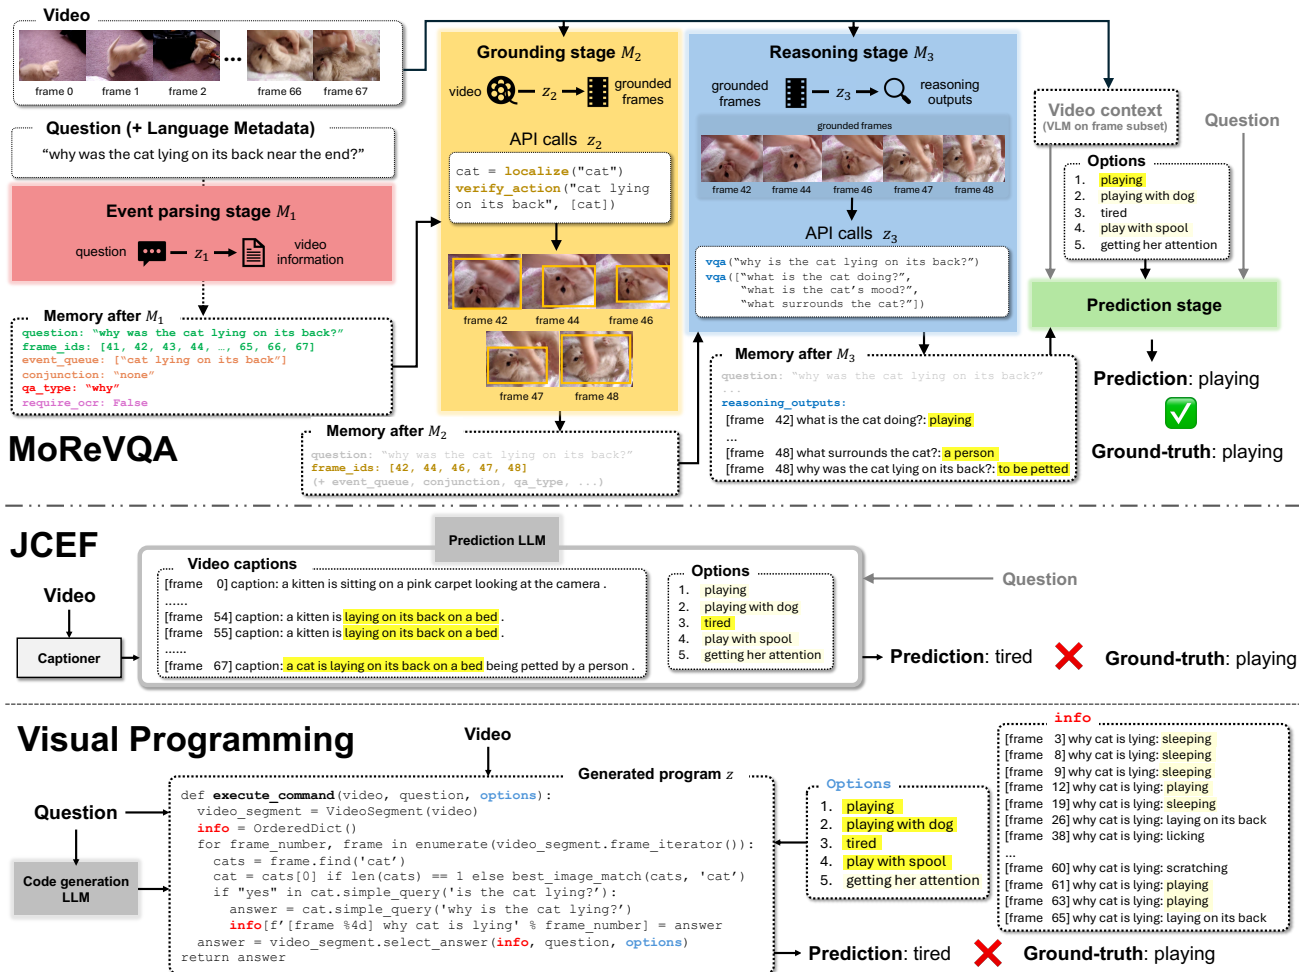 Video
frame 0
frame 1
frame 2
...
frame 66
frame 67
Question (+ Language Metadata)
“why was the cat lying on its back near the end?”
Event parsing stage M1
question
z1
video
information
Memory after M1
question: “why was the cat lying on its back?”
frame_ids: [41, 42, 43, 44, …, 65, 66, 67]
event_queue: [“cat lying on its back”]
conjunction: “none”
qa_type: “why”
require_ocr: False
MoReVQA
Grounding stage M2
video
z2
grounded
frames
API calls z2
cat = localize("cat")
verify_action("cat lying
on its back", [cat])
frame 42
frame 44
frame 46
frame 47
frame 48
Memory after M2
question: “why was the cat lying on its back?”
frame_ids: [42, 44, 46, 47, 48]
(+ event_queue, conjunction, qa_type, ...)
Reasoning stage M3
grounded
frames
z3
reasoning
outputs
grounded frames
frame 42
frame 44
frame 46
frame 47
frame 48
API calls z3
vqa(“why is the cat lying on its back?”)
vqa([“what is the cat doing?”,
“what is the cat’s mood?”,
“what surrounds the cat?”])
Memory after M3
question: “why was the cat lying on its back?”
...
reasoning_outputs:
[frame 42] what is the cat doing?: playing
...
[frame 48] what surrounds the cat?: a person
[frame 48] why was the cat lying on its back?: to be petted
Video context
(VLM on frame subset)
Question
Options
1. playing
2. playing with dog
3. tired
4. play with spool
5. getting her attention
Prediction stage
Prediction: playing
Ground-truth: playing
JCEF
Video
Captioner
Prediction LLM
Video captions
[frame 0] caption: a kitten is sitting on a pink carpet looking at the camera .
......
[frame 54] caption: a kitten is laying on its back on a bed .
[frame 55] caption: a kitten is laying on its back on a bed .
......
[frame 67] caption: a cat is laying on its back on a bed being petted by a person .
Options
1. playing
2. playing with dog
3. tired
4. play with spool
5. getting her attention
Question
Prediction: tired
Ground-truth: playing
Visual Programming
Video
Question
Code generation
LLM
Generated program z
def execute_command(video, question, options):
video_segment = VideoSegment(video)
info = OrderedDict()
for frame_number, frame in enumerate(video_segment.frame_iterator()):
cats = frame.find('cat')
cat = cats[0] if len(cats) == 1 else best_image_match(cats, 'cat')
if "yes" in cat.simple_query('is the cat lying?'):
answer = cat.simple_query('why is the cat lying?')
info[f’[frame %4d] why cat is lying' % frame_number] = answer
answer = video_segment.select_answer(info, question, options)
return answer
Options
1. playing
2. playing with dog
3. tired
4. play with spool
5. getting her attention
info
[frame 3] why cat is lying: sleeping
[frame 8] why cat is lying: sleeping
[frame 9] why cat is lying: sleeping
[frame 12] why cat is lying: playing
[frame 19] why cat is lying: sleeping
[frame 26] why cat is lying: laying on its back
[frame 38] why cat is lying: licking
...
[frame 60] why cat is lying: scratching
[frame 61] why cat is lying: playing
[frame 63] why cat is lying: playing
[frame 65] why cat is lying: laying on its back
Prediction: tired
Ground-truth: playing